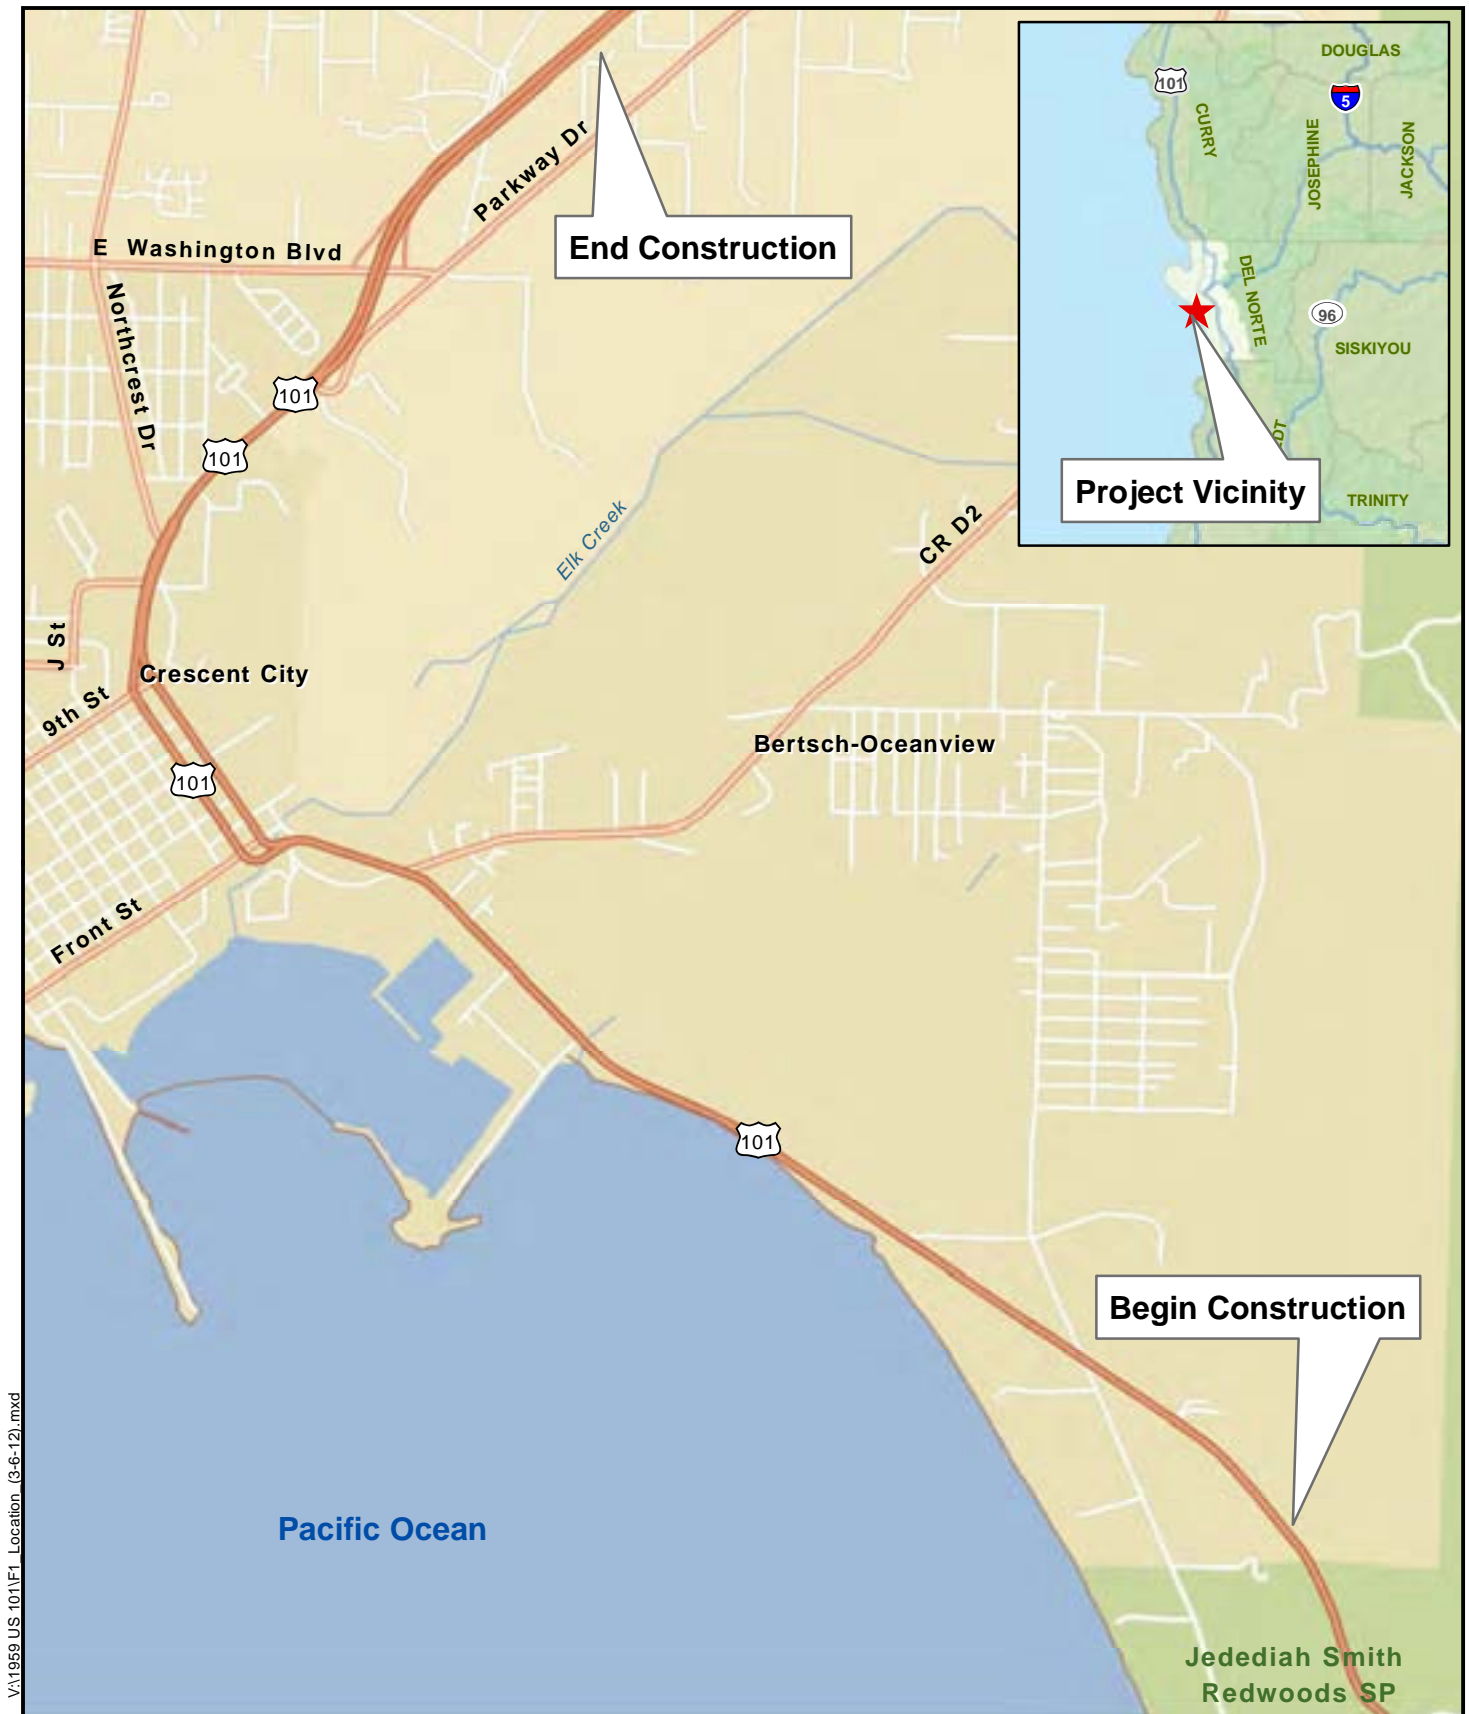 DOUGLAS
101
5
CURRY
JOSEPHINE
JACKSON
Parkway Dr
End Construction
E Washington Blvd
DEL NORTE
96
SISKIYOU
Northcrest Dr
101
101
DT
Project Vicinity
TRINITY
Elk Creek
CR D2
J St
Crescent City
9th St
Bertsch-Oceanview
101
Front St
101
Begin Construction
Pacific Ocean
Jedediah Smith
Redwoods SP
V:\1959 US 101\F1_Location_(3-6-12).mxd